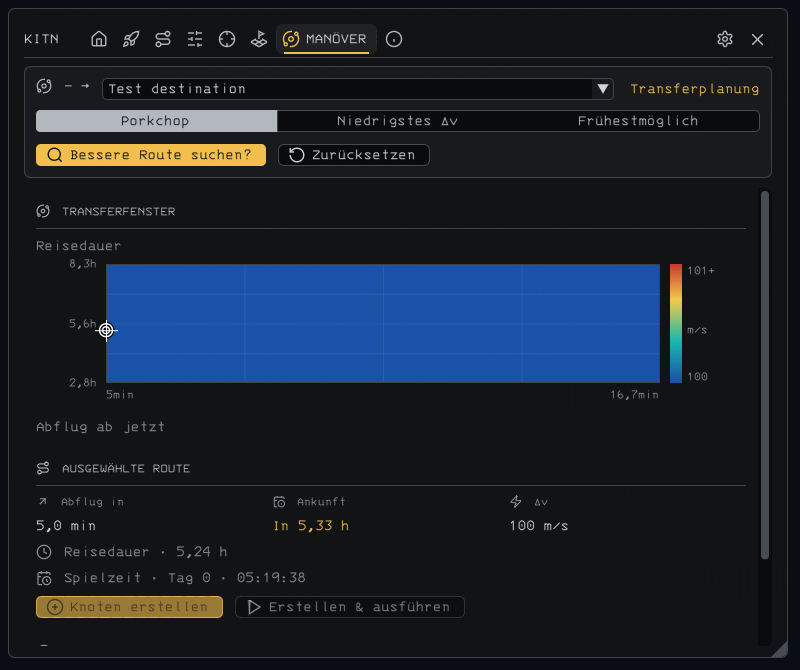 KITN MANÖVER
– → Test destination ▼ Transferplanung
Porkchop Niedrigstes Δv Frühestmöglich
Bessere Route suchen? Zurücksetzen
TRANSFERFENSTER
Reisedauer
8,3h 101+
5,6h m/s
2,8h 100
5min 16,7min
Abflug ab jetzt
AUSGEWÄHLTE ROUTE
Abflug in Ankunft Δv
5,0 min In 5,33 h 100 m/s
Reisedauer · 5,24 h
Spielzeit · Tag 0 · 05:19:38
Knoten erstellen Erstellen & ausführen